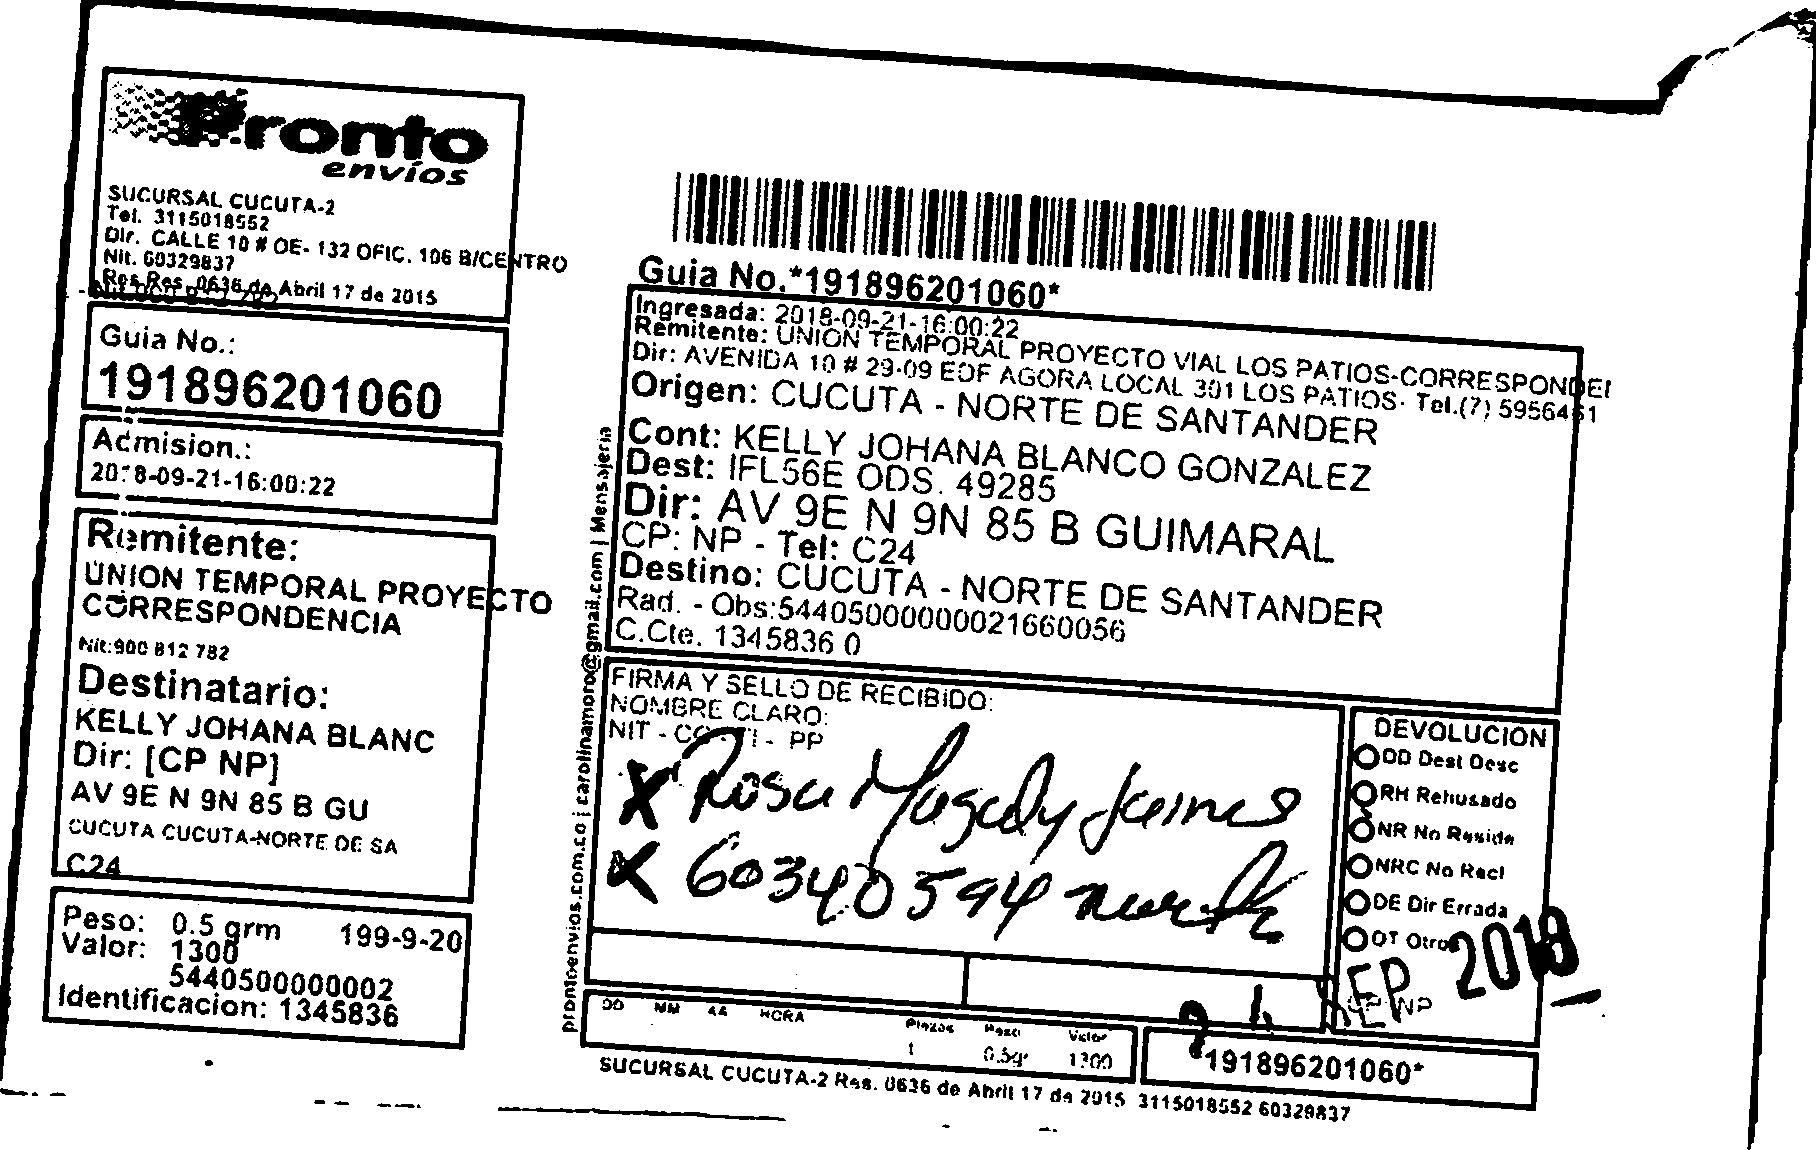 Pronto
envíos
SUCURSAL CUCUTA-2
Tel. 3115018552
Dir. CALLE 10 # OE- 132 OFIC. 106 B/CENTRO
Nit. 60329837
Res.Res. 0636 de Abril 17 de 2015
Guia No.:
191896201060
Admision.:
2018-09-21-16:00:22
Remitente:
UNION TEMPORAL PROYECTO
CORRESPONDENCIA
Nit:900 812 782
Destinatario:
KELLY JOHANA BLANC
Dir: [CP NP]
AV 9E N 9N 85 B GU
CUCUTA CUCUTA-NORTE DE SA
C24
Peso: 0.5 grm 199-9-20
Valor: 1300
5440500000002
Identificacion: 1345836
prontoenvios.com.co | carolinamoro@gmail.com | Mensajeria
Guia No.*191896201060*
Ingresada: 2018-09-21-16:00:22
Remitente: UNION TEMPORAL PROYECTO VIAL LOS PATIOS-CORRESPONDEI
Dir: AVENIDA 10 # 29-09 EDF AGORA LOCAL 301 LOS PATIOS- Tel.(7) 5956461
Origen: CUCUTA - NORTE DE SANTANDER
Cont: KELLY JOHANA BLANCO GONZALEZ
Dest: IFL56E ODS. 49285
Dir: AV 9E N 9N 85 B GUIMARAL
CP: NP - Tel: C24
Destino: CUCUTA - NORTE DE SANTANDER
Rad. - Obs:54405000000021660056
C.Cte. 1345836 0
FIRMA Y SELLO DE RECIBIDO:
NOMBRE CLARO:
NIT - CC - TI - PP
X Rosa Magaly Jaimes
X 60340594
DEVOLUCION
DD Dest Desc
RH Rehusado
NR No Reside
NRC No Recl
DE Dir Errada
OT Otros
CP: NP
SEP 2018
DD MM AA HORA Piezas Peso Valor
1 0.5gr 1300
*191896201060*
SUCURSAL CUCUTA-2 Res. 0636 de Abril 17 de 2015 3115018552 60329837